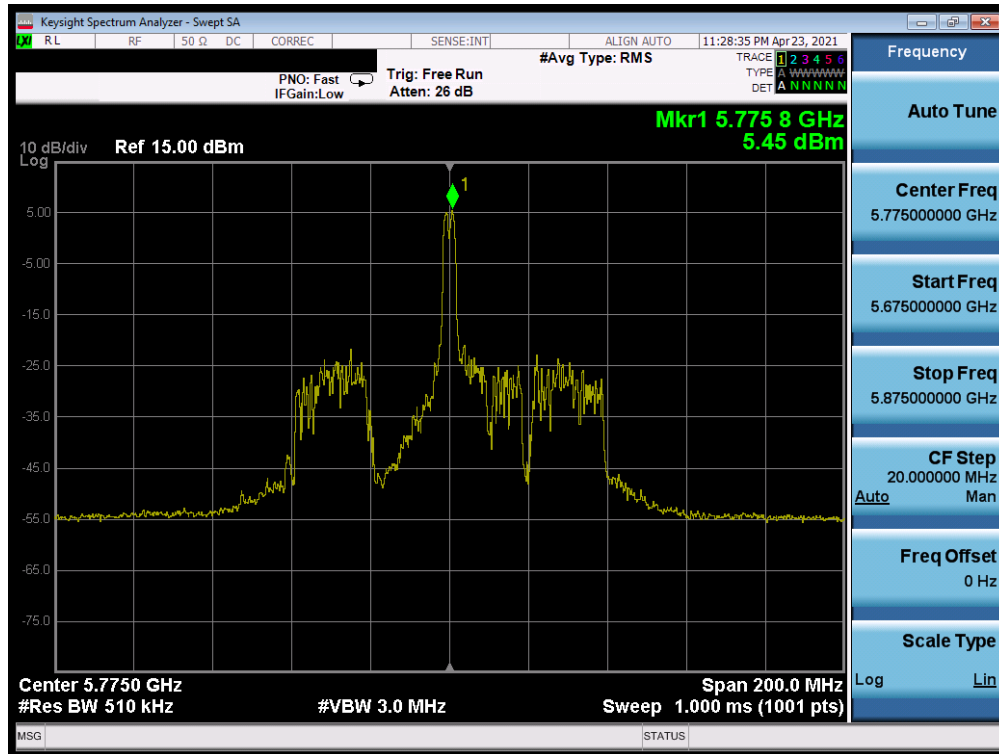 Keysight Spectrum Analyzer - Swept SA
LXI RL RF 50 Ω DC CORREC SENSE:INT ALIGN AUTO 11:28:35 PM Apr 23, 2021
#Avg Type: RMS
TRACE 1 2 3 4 5 6
PNO: Fast Trig: Free Run
TYPE A WWWWW
IFGain:Low Atten: 26 dB
DET A N N N N N
Mkr1 5.775 8 GHz
5.45 dBm
10 dB/div Ref 15.00 dBm
Log
1
5.00
-5.00
-15.0
-25.0
-35.0
-45.0
-55.0
-65.0
-75.0
Center 5.7750 GHz Span 200.0 MHz
#Res BW 510 kHz #VBW 3.0 MHz Sweep 1.000 ms (1001 pts)
MSG STATUS
Frequency
Auto Tune
Center Freq
5.775000000 GHz
Start Freq
5.675000000 GHz
Stop Freq
5.875000000 GHz
CF Step
20.000000 MHz
Auto Man
Freq Offset
0 Hz
Scale Type
Log Lin